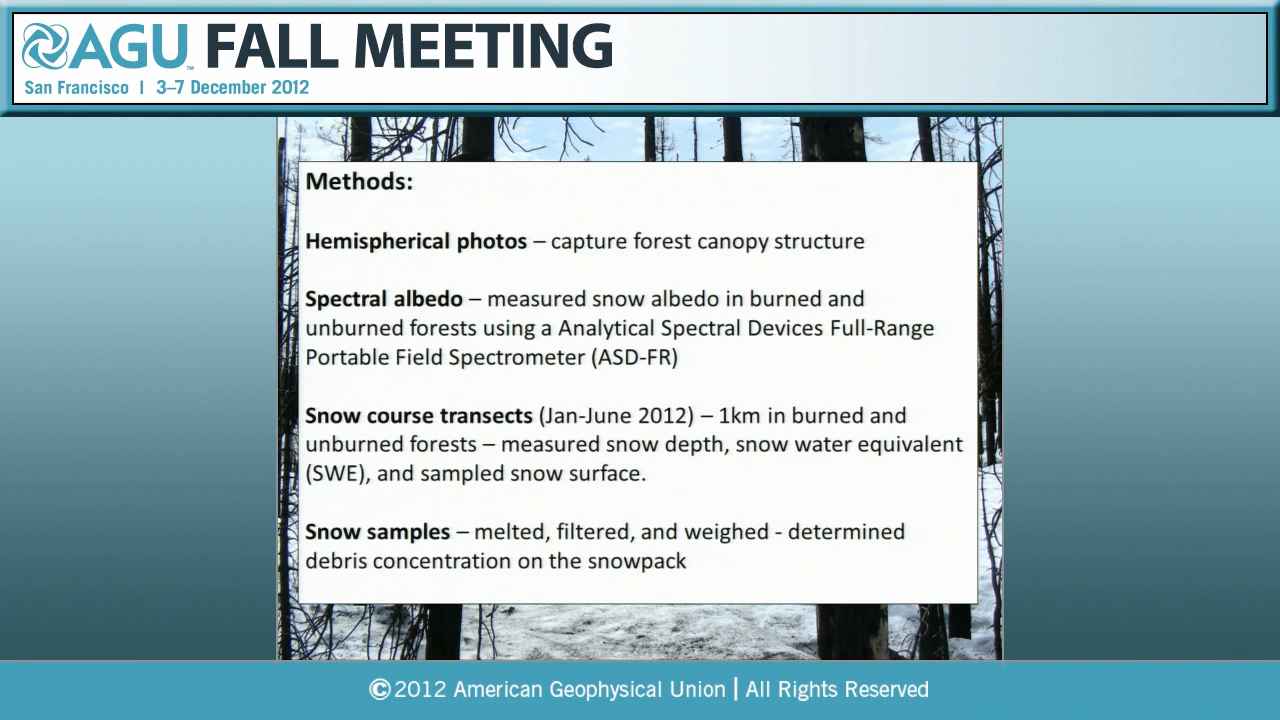 AGU™ FALL MEETING
San Francisco | 3–7 December 2012
Methods:
Hemispherical photos – capture forest canopy structure
Spectral albedo – measured snow albedo in burned and
unburned forests using a Analytical Spectral Devices Full-Range
Portable Field Spectrometer (ASD-FR)
Snow course transects (Jan-June 2012) – 1km in burned and
unburned forests – measured snow depth, snow water equivalent
(SWE), and sampled snow surface.
Snow samples – melted, filtered, and weighed - determined
debris concentration on the snowpack
©2012 American Geophysical Union | All Rights Reserved